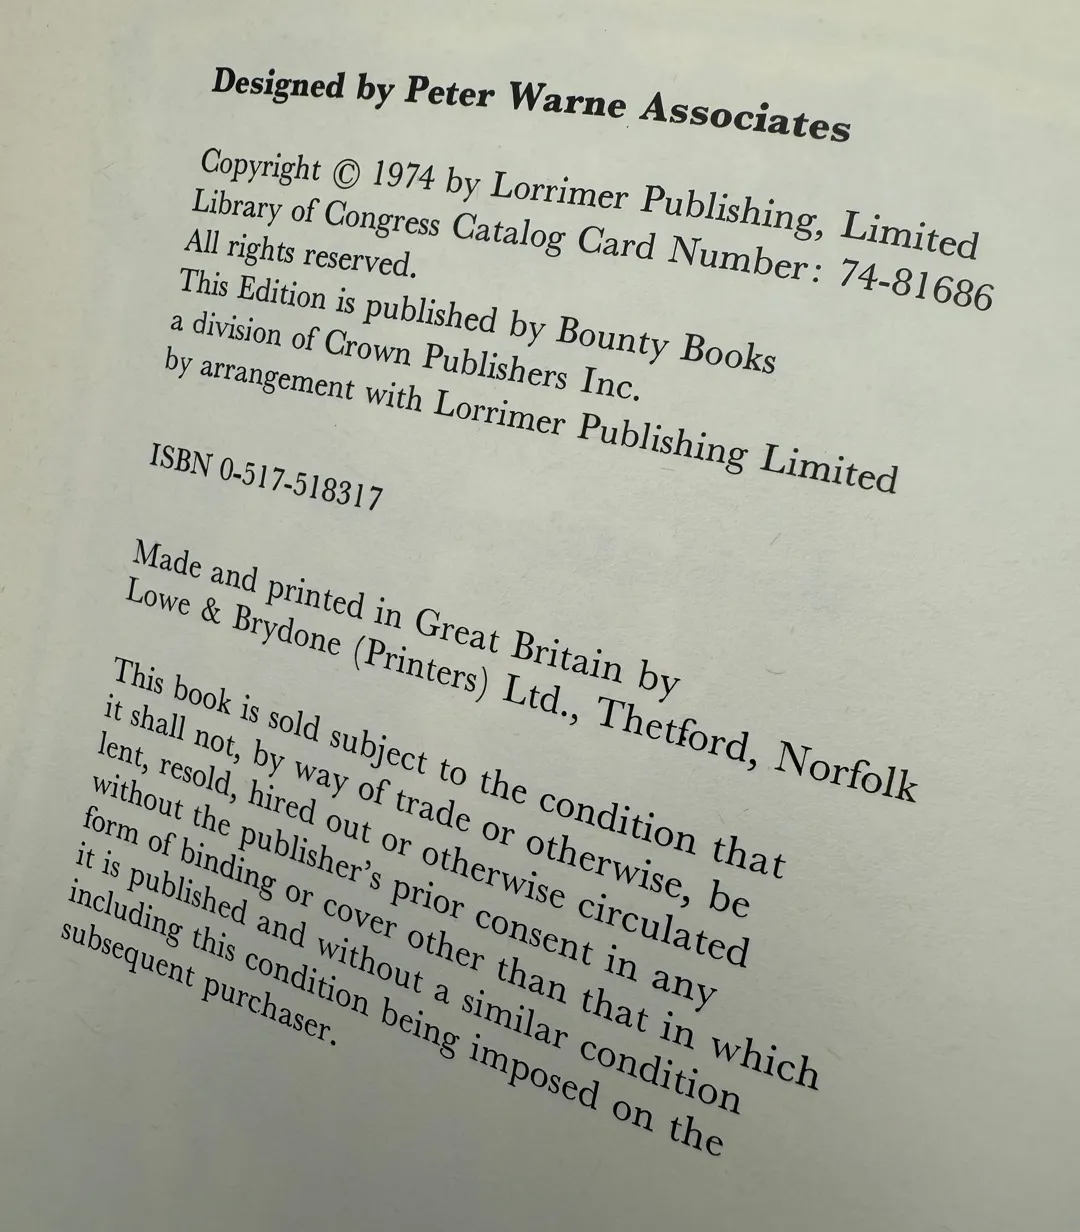 Designed by Peter Warne Associates
Copyright © 1974 by Lorrimer Publishing, Limited
Library of Congress Catalog Card Number: 74-81686
All rights reserved.
This Edition is published by Bounty Books
a division of Crown Publishers Inc.
by arrangement with Lorrimer Publishing Limited
ISBN 0-517-518317
Made and printed in Great Britain by
Lowe & Brydone (Printers) Ltd., Thetford, Norfolk
This book is sold subject to the condition that
it shall not, by way of trade or otherwise, be
lent, resold, hired out or otherwise circulated
without the publisher's prior consent in any
form of binding or cover other than that in which
it is published and without a similar condition
including this condition being imposed on the
subsequent purchaser.